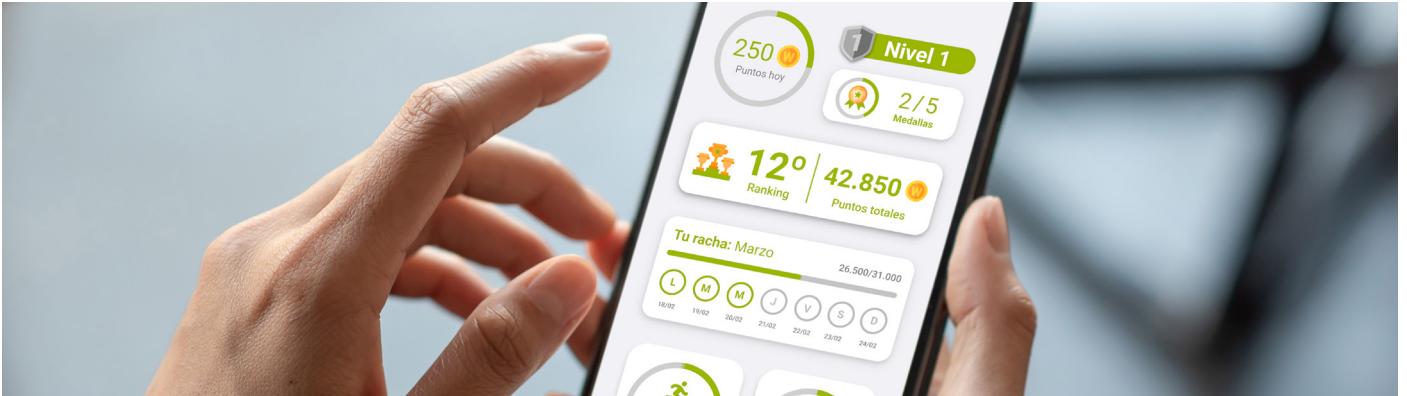 250 W
Puntos hoy
1 Nivel 1
2/5
Medallas
12º
Ranking
42.850 W
Puntos totales
Tu racha: Marzo
26.500/31.000
L M M J V S D
18/02 19/02 20/02 21/02 22/02 23/02 24/02